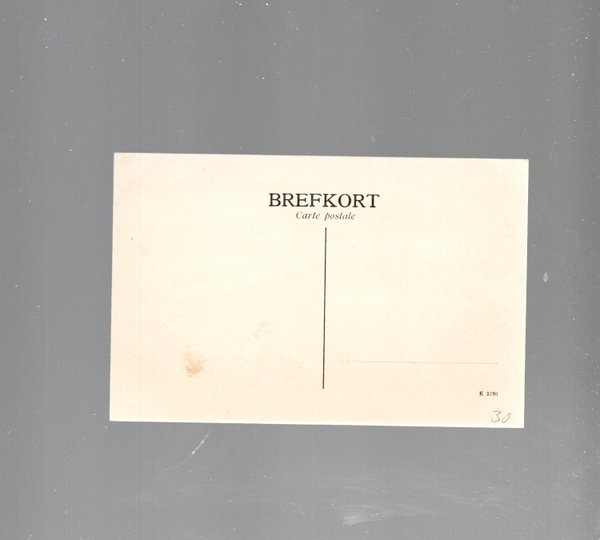 BREFKORT
Carte postale
K 3790
30